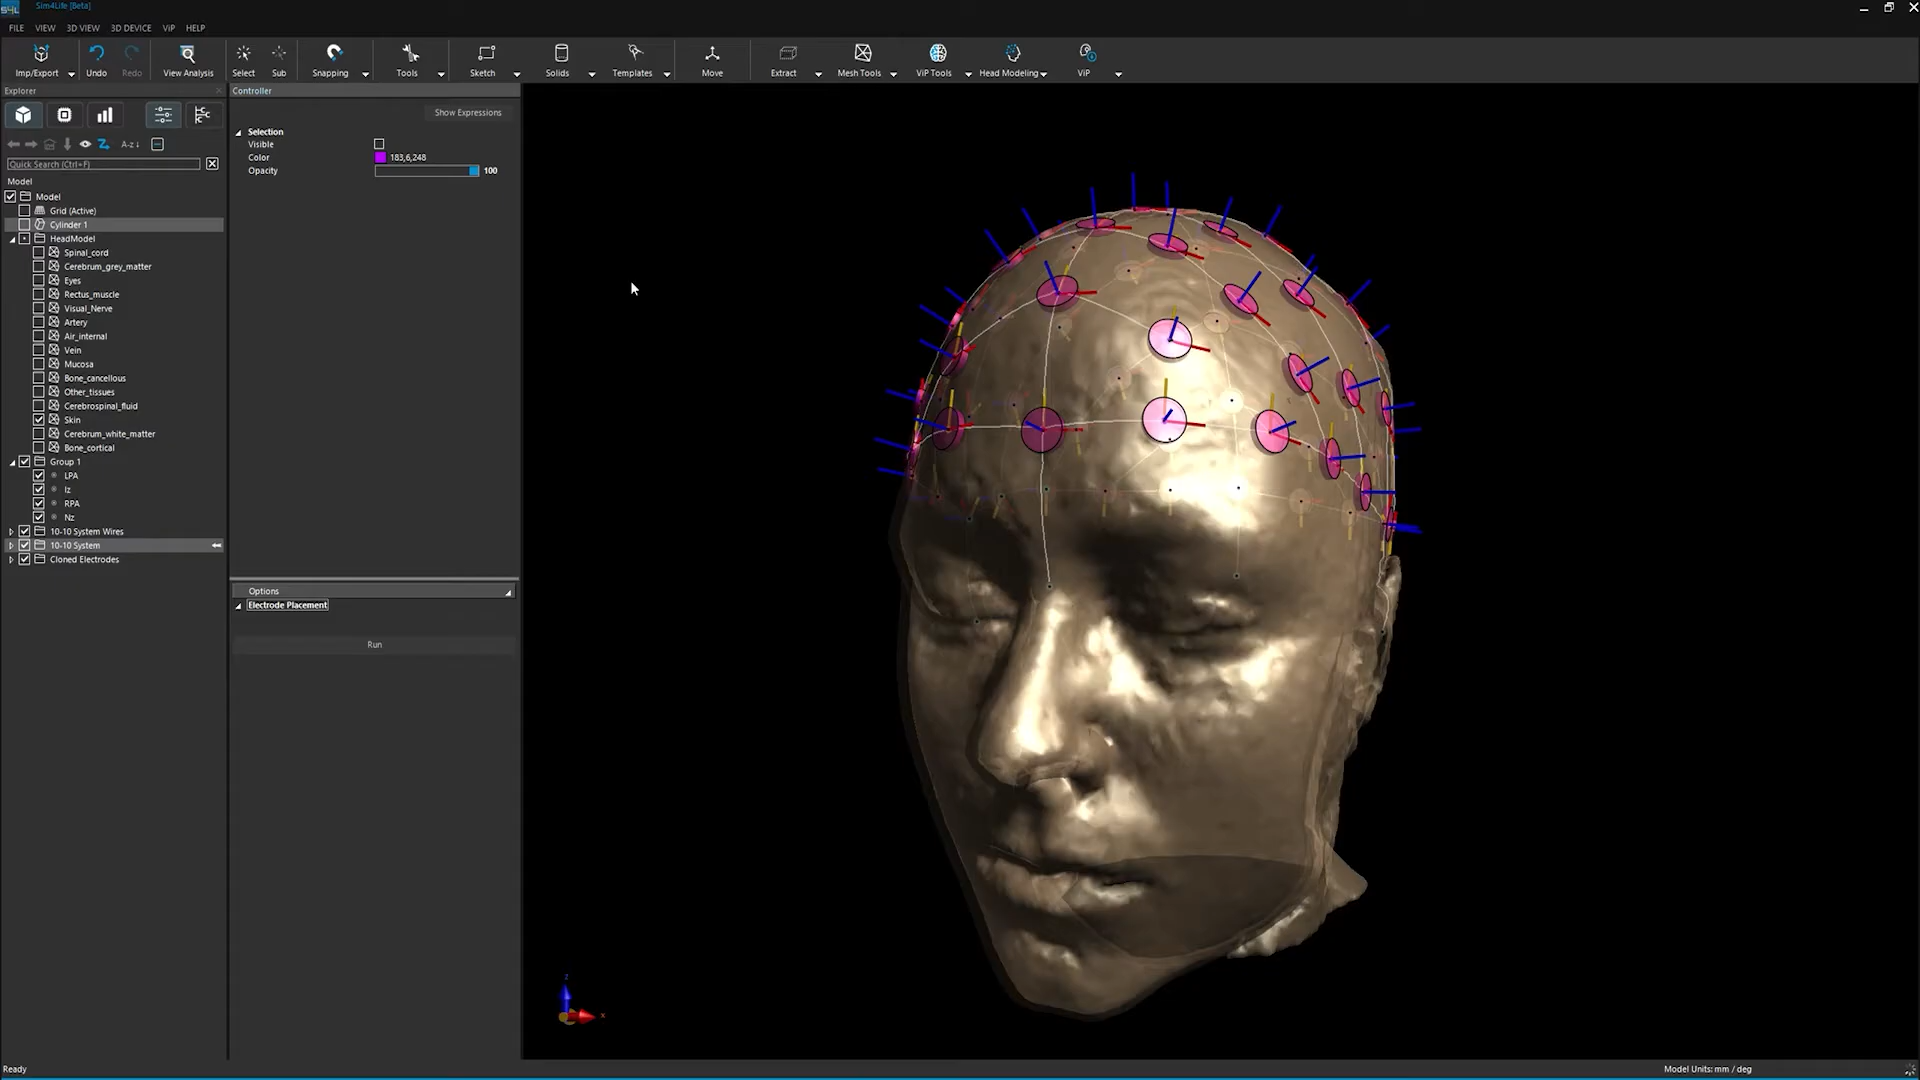 S4L
Sim4Life [Beta]
FILE VIEW 3D VIEW 3D DEVICE ViP HELP
Imp/Export Undo Redo View Analysis Select Sub Snapping Tools Sketch Solids Templates Move Extract Mesh Tools ViP Tools Head Modeling ViP
Explorer
Controller
Show Expressions
Selection
Visible
Color 183,6,248
Opacity 100
A-z
Quick Search (Ctrl+F)
Model
Model
Grid (Active)
Cylinder 1
HeadModel
Spinal_cord
Cerebrum_grey_matter
Eyes
Rectus_muscle
Visual_Nerve
Artery
Air_internal
Vein
Mucosa
Bone_cancellous
Other_tissues
Cerebrospinal_fluid
Skin
Cerebrum_white_matter
Bone_cortical
Group 1
LPA
Iz
RPA
Nz
10-10 System Wires
10-10 System
Cloned Electrodes
Options
Electrode Placement
Run
z
x
Ready
Model Units: mm / deg